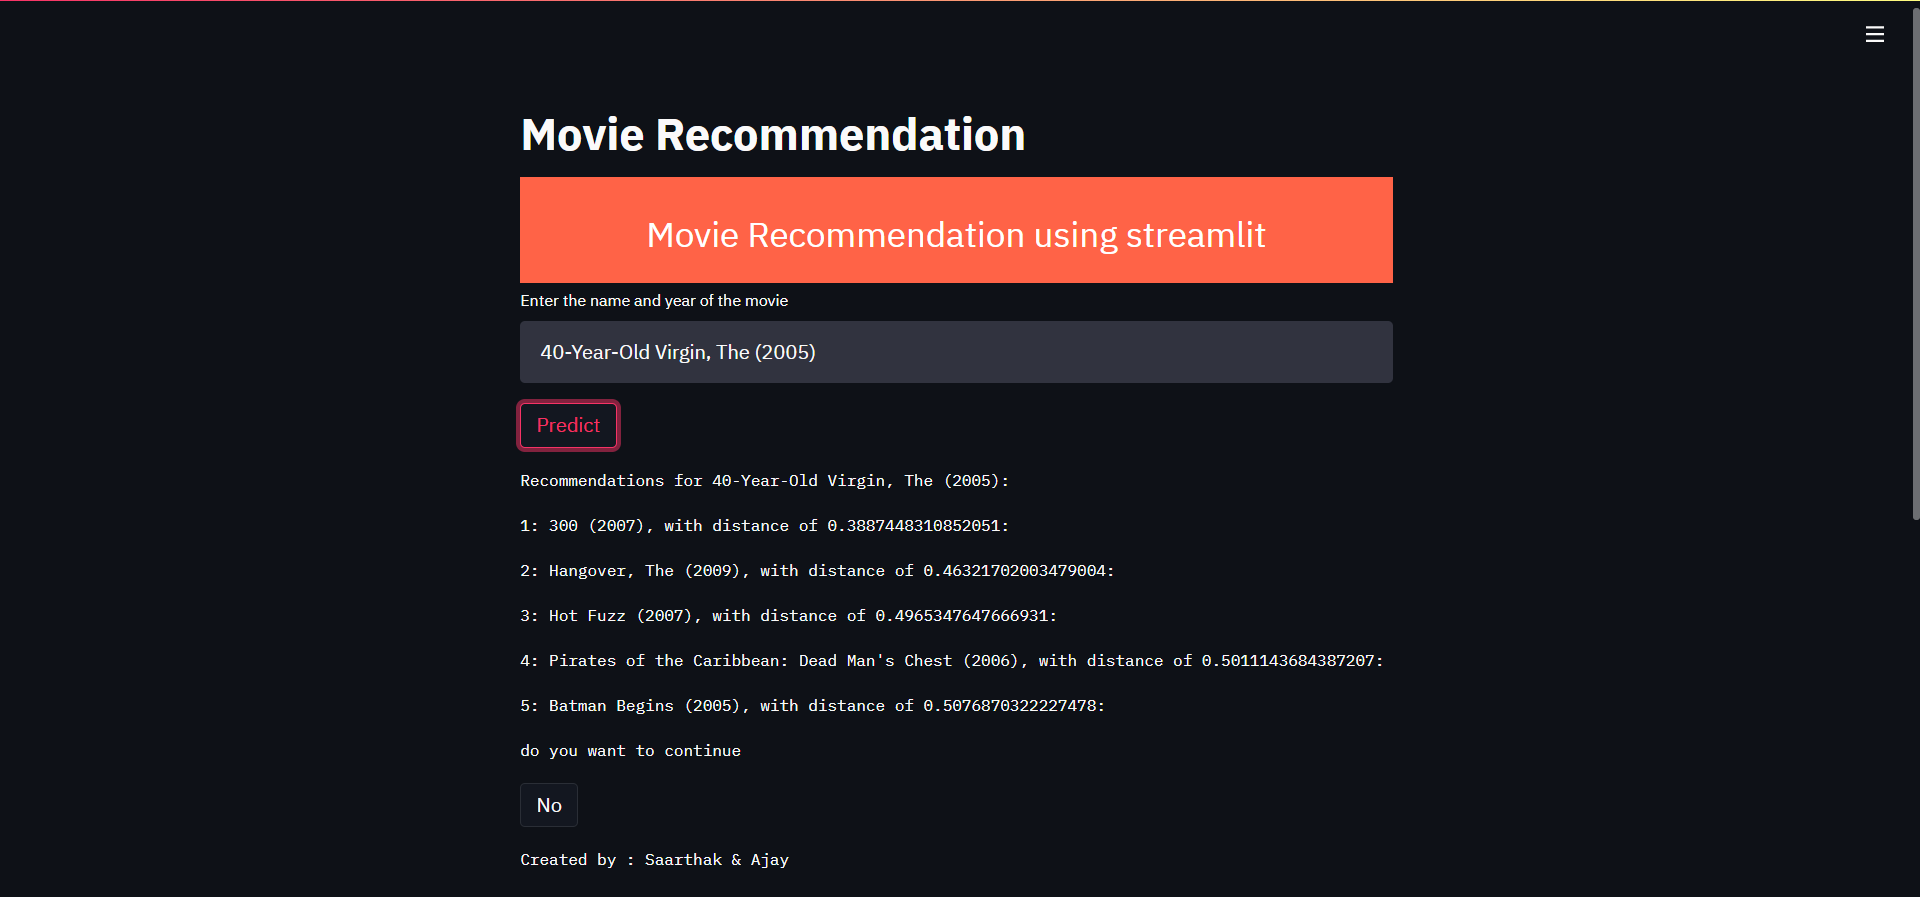 Movie Recommendation
Movie Recommendation using streamlit
Enter the name and year of the movie
40-Year-Old Virgin, The (2005)
Predict
Recommendations for 40-Year-Old Virgin, The (2005):
1: 300 (2007), with distance of 0.3887448310852051:
2: Hangover, The (2009), with distance of 0.46321702003479004:
3: Hot Fuzz (2007), with distance of 0.4965347647666931:
4: Pirates of the Caribbean: Dead Man's Chest (2006), with distance of 0.5011143684387207:
5: Batman Begins (2005), with distance of 0.5076870322227478:
do you want to continue
No
Created by : Saarthak & Ajay